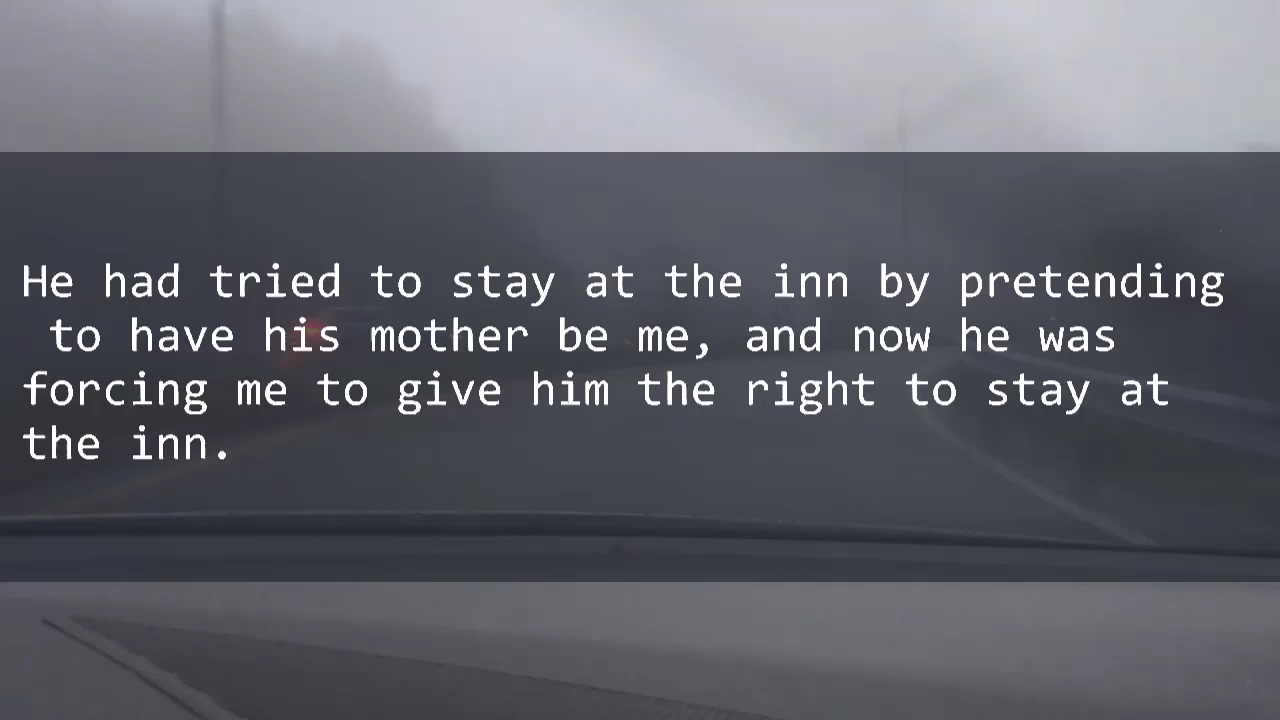 He had tried to stay at the inn by pretending
to have his mother be me, and now he was
forcing me to give him the right to stay at
the inn.